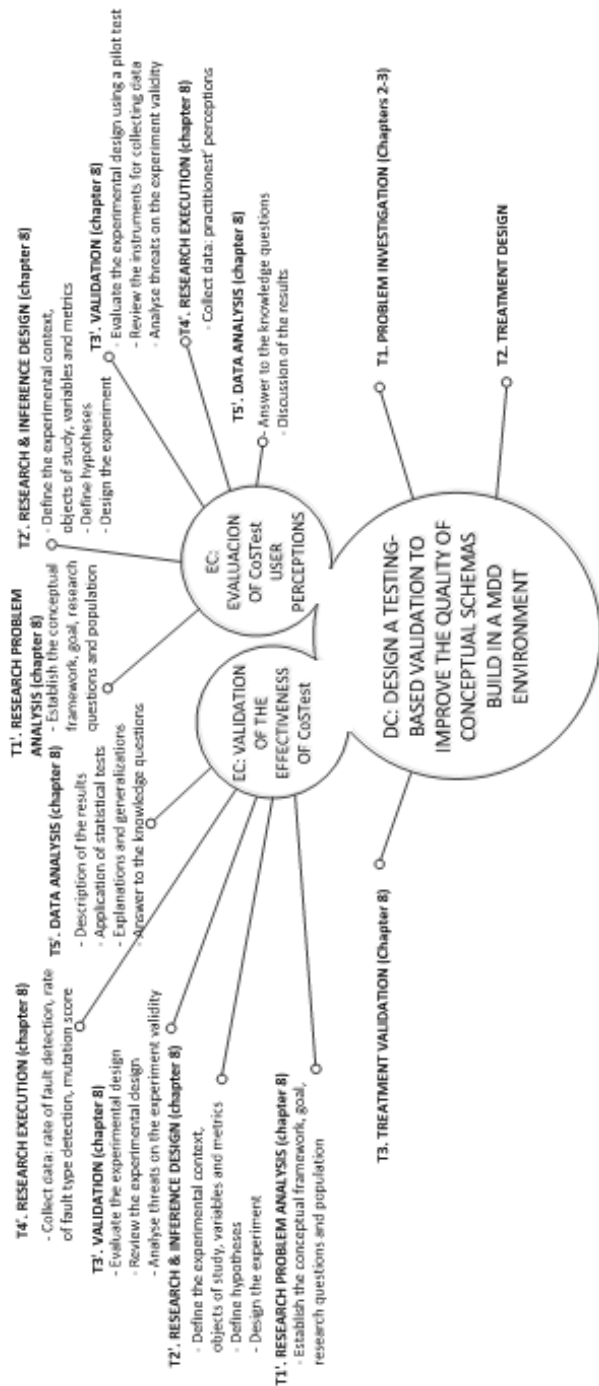 T4'. RESEARCH EXECUTION (chapter 8)
- Collect data: rate of fault detection, rate
of fault type detection, mutation score
T3'. VALIDATION (chapter 8)
- Evaluate the experimental design
- Review the experimental design
- Analyse threats on the experiment validity
T2'. RESEARCH & INFERENCE DESIGN (chapter 8)
- Define the experimental context,
objects of study, variables and metrics
- Define hypotheses
- Design the experiment
T1'. RESEARCH PROBLEM ANALYSIS (chapter 8)
- Establish the conceptual framework, goal,
research questions and population
T5'. DATA ANALYSIS (chapter 8)
- Description of the results
- Application of statistical tests
- Explanations and generalizations
- Answer to the knowledge questions
EC: VALIDATION
OF THE
EFFECTIVENESS
OF CoSTest
T1'. RESEARCH PROBLEM
ANALYSIS (chapter 8)
- Establish the conceptual
framework, goal, research
questions and population
T2'. RESEARCH & INFERENCE DESIGN (chapter 8)
- Define the experimental context,
objects of study, variables and metrics
- Define hypotheses
- Design the experiment
T3'. VALIDATION (chapter 8)
- Evaluate the experimental design using a pilot test
- Review the instruments for collecting data
- Analyse threats on the experiment validity
T4'. RESEARCH EXECUTION (chapter 8)
- Collect data: practitionest' perceptions
T5'. DATA ANALYSIS (chapter 8)
- Answer to the knowledge questions
- Discussion of the results
EC:
EVALUACION
OF CoSTest
USER
PERCEPTIONS
DC: DESIGN A TESTING-
BASED VALIDATION TO
IMPROVE THE QUALITY OF
CONCEPTUAL SCHEMAS
BUILD IN A MDD
ENVIRONMENT
T3. TREATMENT VALIDATION (Chapter 8)
T1. PROBLEM INVESTIGATION (Chapters 2-3)
T2. TREATMENT DESIGN